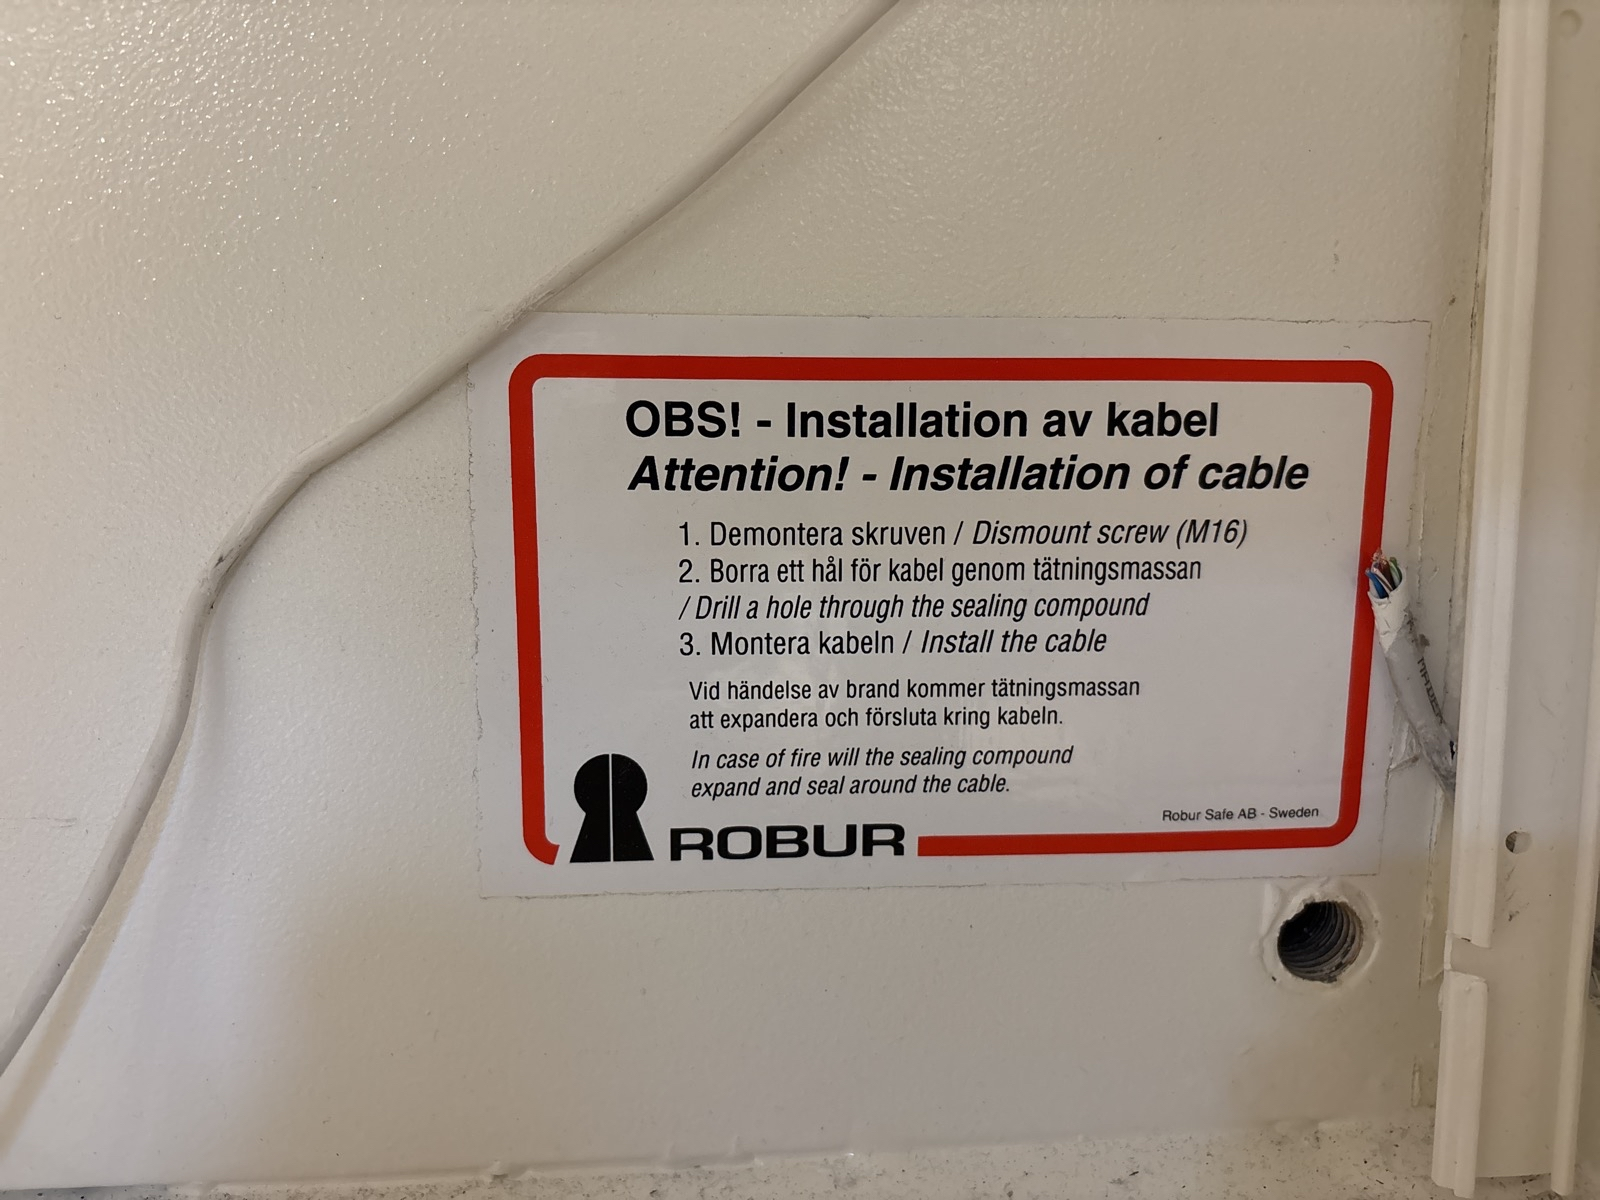 OBS! - Installation av kabel
Attention! - Installation of cable
1. Demontera skruven / Dismount screw (M16)
2. Borra ett hål för kabel genom tätningsmassan
/ Drill a hole through the sealing compound
3. Montera kabeln / Install the cable
Vid händelse av brand kommer tätningsmassan
att expandera och försluta kring kabeln.
In case of fire will the sealing compound
expand and seal around the cable.
Robur Safe AB - Sweden
ROBUR